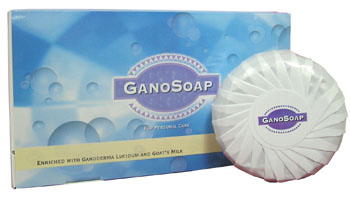 GANOSOAP
FOR PERSONAL CARE
ENRICHED WITH GANODERMA LUCIDUM AND GOAT'S MILK
GANOSOAP